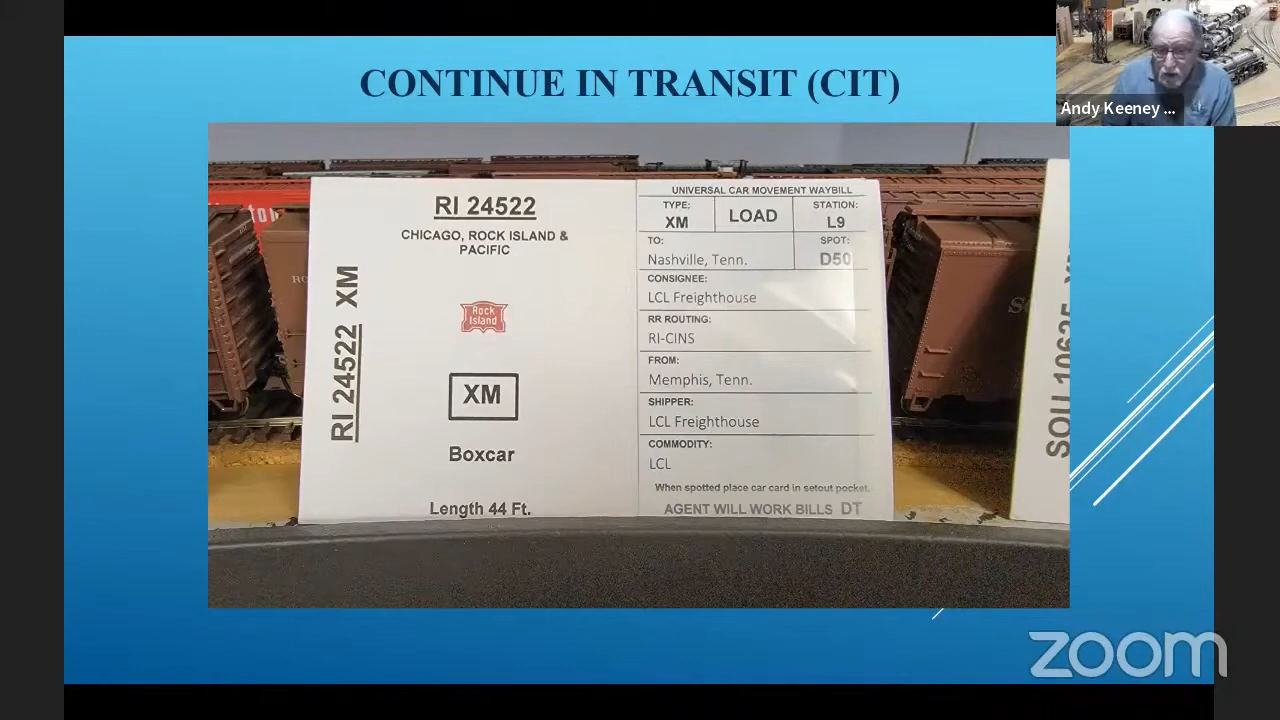 CONTINUE IN TRANSIT (CIT)
Andy Keeney ...
RI 24522
CHICAGO, ROCK ISLAND &
PACIFIC
RI 24522 XM
Rock
Island
XM
Boxcar
Length 44 Ft.
UNIVERSAL CAR MOVEMENT WAYBILL
TYPE:
XM
LOAD
STATION:
L9
TO:
Nashville, Tenn.
SPOT:
D50
CONSIGNEE:
LCL Freighthouse
RR ROUTING:
RI-CINS
FROM:
Memphis, Tenn.
SHIPPER:
LCL Freighthouse
COMMODITY:
LCL
When spotted place car card in setout pocket.
AGENT WILL WORK BILLS DT
zoom